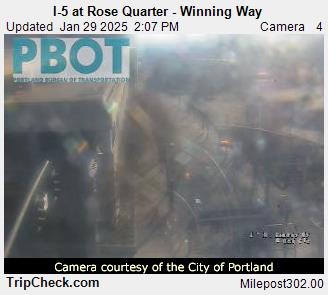 I-5 at Rose Quarter - Winning Way
Updated Jan 29 2025 2:07 PM Camera 4
PBOT
PORTLAND BUREAU OF TRANSPORTATION
Camera courtesy of the City of Portland
TripCheck.com Milepost302.00